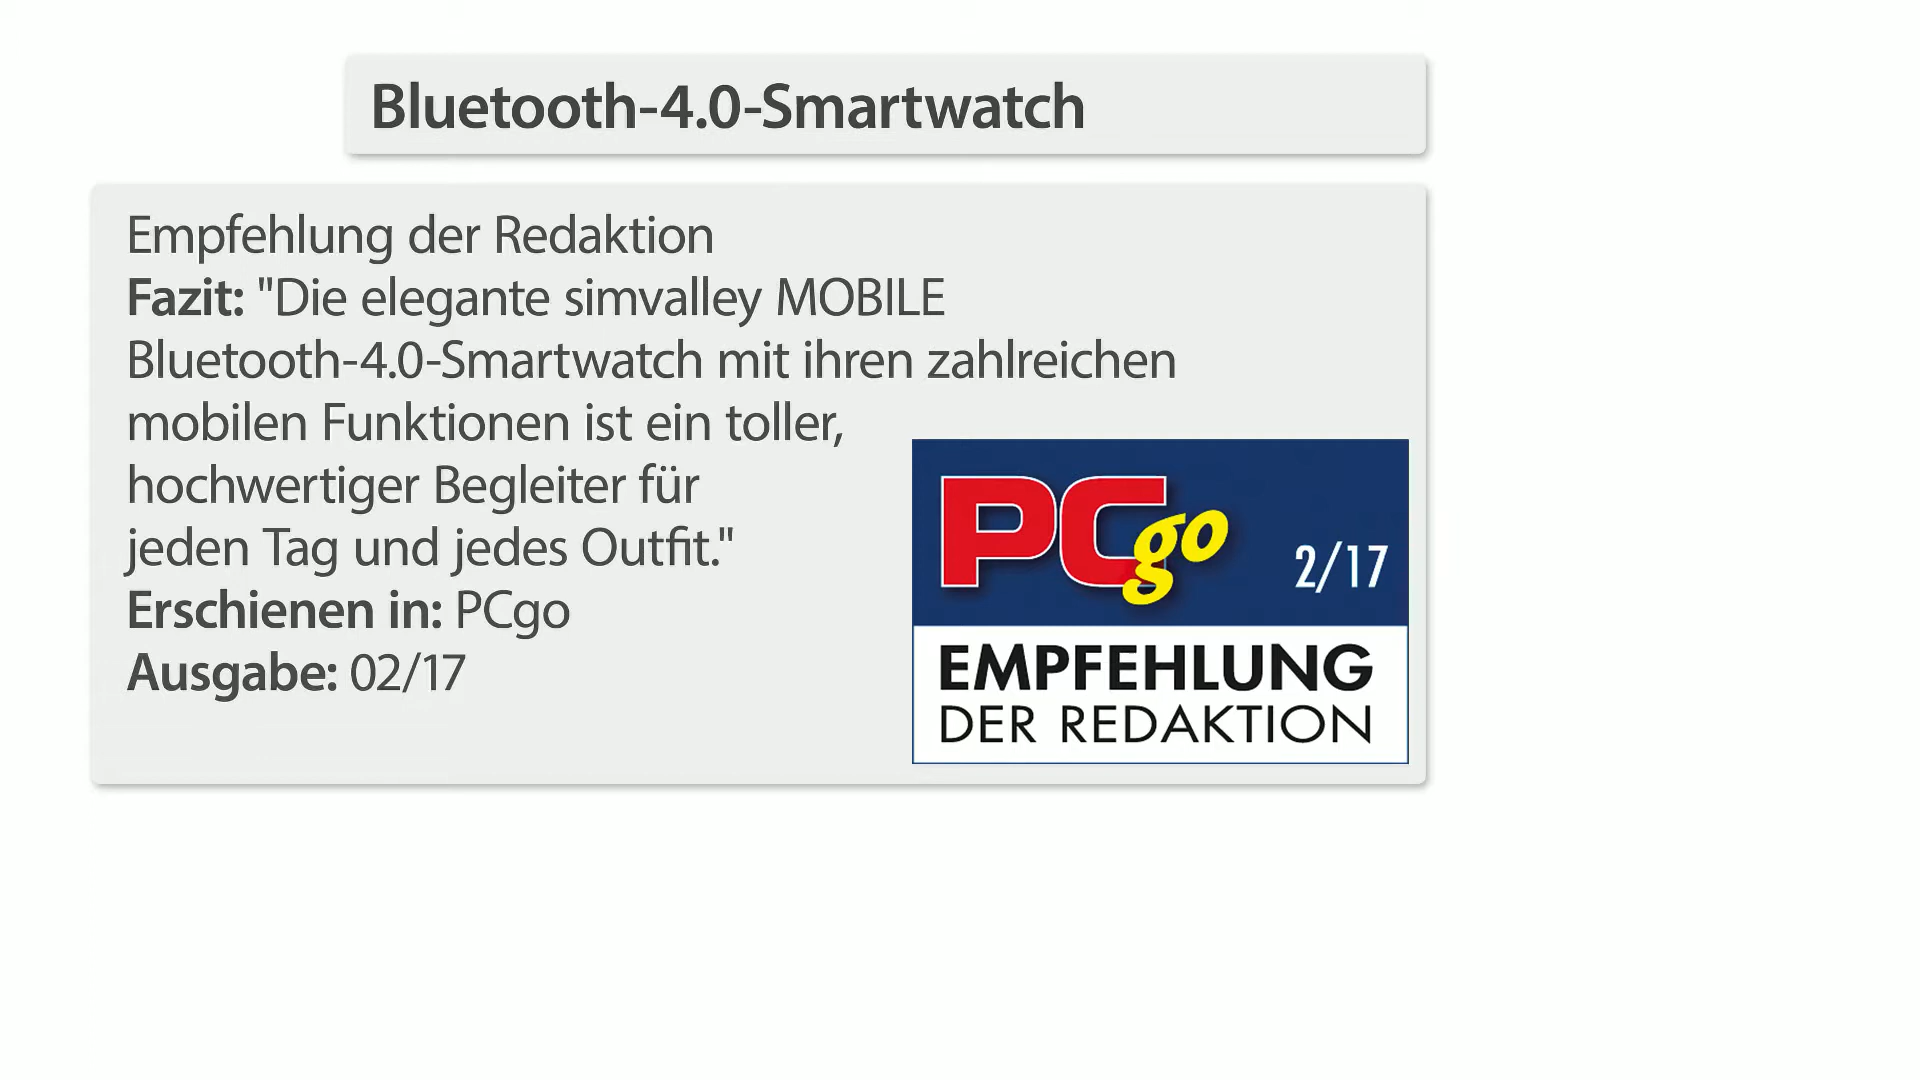 Bluetooth-4.0-Smartwatch
Empfehlung der Redaktion
Fazit: "Die elegante simvalley MOBILE
Bluetooth-4.0-Smartwatch mit ihren zahlreichen
mobilen Funktionen ist ein toller,
hochwertiger Begleiter für
jeden Tag und jedes Outfit."
Erschienen in: PCgo
Ausgabe: 02/17
PCgo 2/17
EMPFEHLUNG
DER REDAKTION